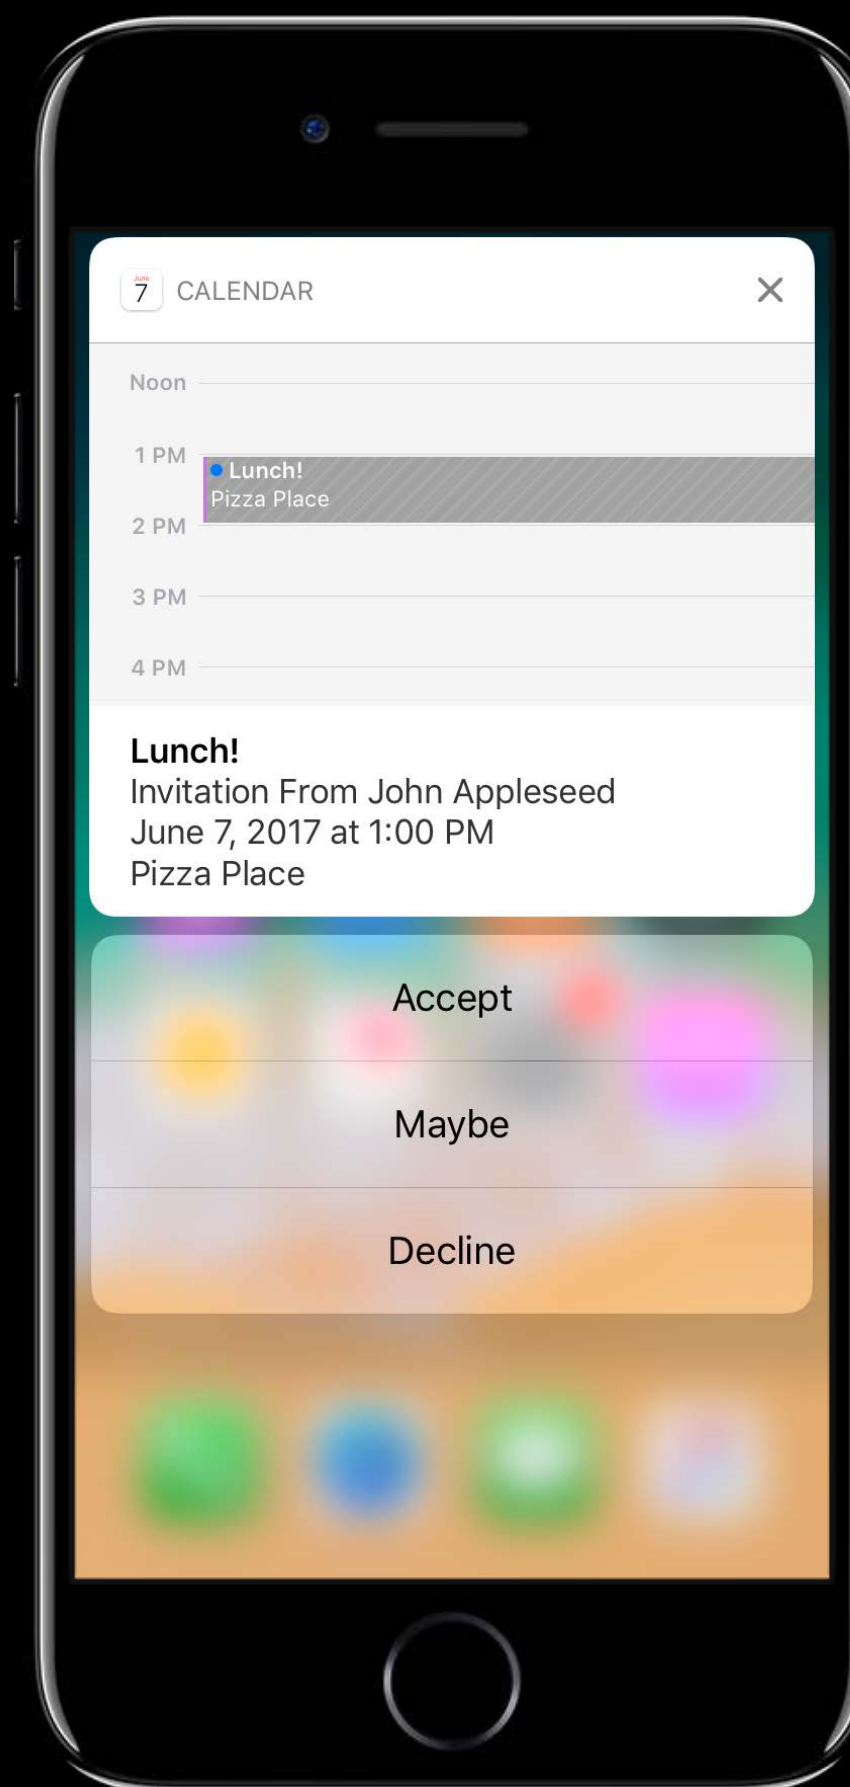 June
7
CALENDAR
Noon
1 PM
Lunch!
Pizza Place
2 PM
3 PM
4 PM
Lunch!
Invitation From John Appleseed
June 7, 2017 at 1:00 PM
Pizza Place
Accept
Maybe
Decline